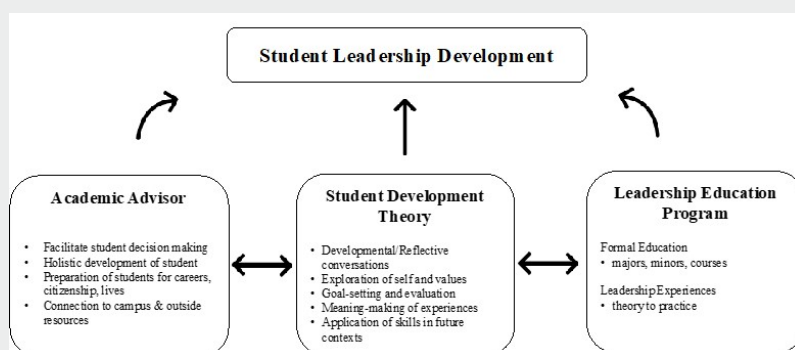 Student Leadership Development
Academic Advisor
• Facilitate student decision making
• Holistic development of student
• Preparation of students for careers,
citizenship, lives
• Connection to campus & outside
resources
Student Development
Theory
• Developmental/Reflective
conversations
• Exploration of self and values
• Goal-setting and evaluation
• Meaning-making of experiences
• Application of skills in future
contexts
Leadership Education
Program
Formal Education
• majors, minors, courses
Leadership Experiences
• theory to practice